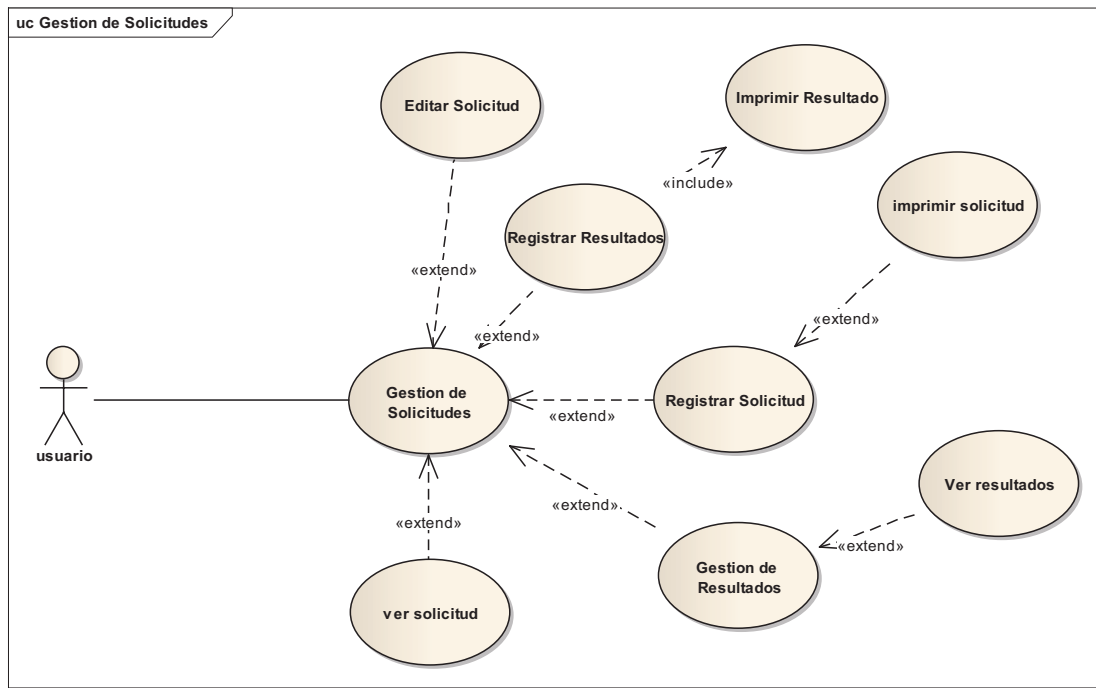 uc Gestion de Solicitudes
Editar Solicitud
Imprimir Resultado
«include»
imprimir solicitud
Registrar Resultados
«extend»
«extend»
«extend»
Gestion de
Solicitudes
Registrar Solicitud
«extend»
usuario
Ver resultados
«extend»
«extend»
«extend»
Gestion de
Resultados
ver solicitud